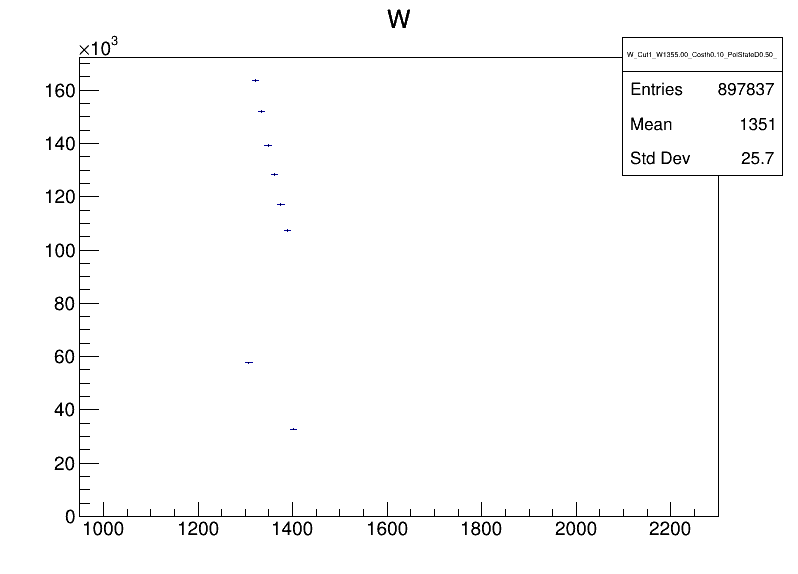 W
×10³
W_Cut1_W1355.00_Costh0.10_PolStateD0.50_
Entries 897837
Mean 1351
Std Dev 25.7
160
140
120
100
80
60
40
20
0
1000 1200 1400 1600 1800 2000 2200